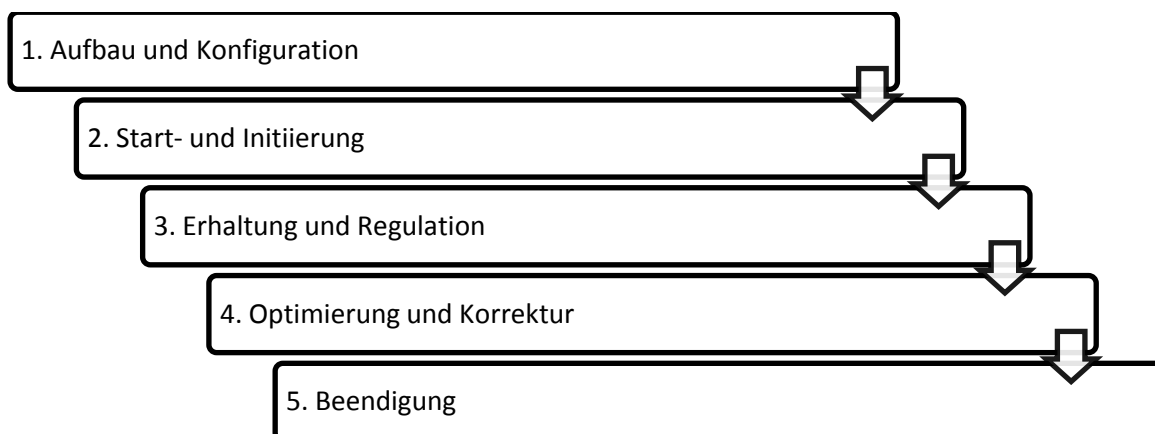 1. Aufbau und Konfiguration
2. Start- und Initiierung
3. Erhaltung und Regulation
4. Optimierung und Korrektur
5. Beendigung